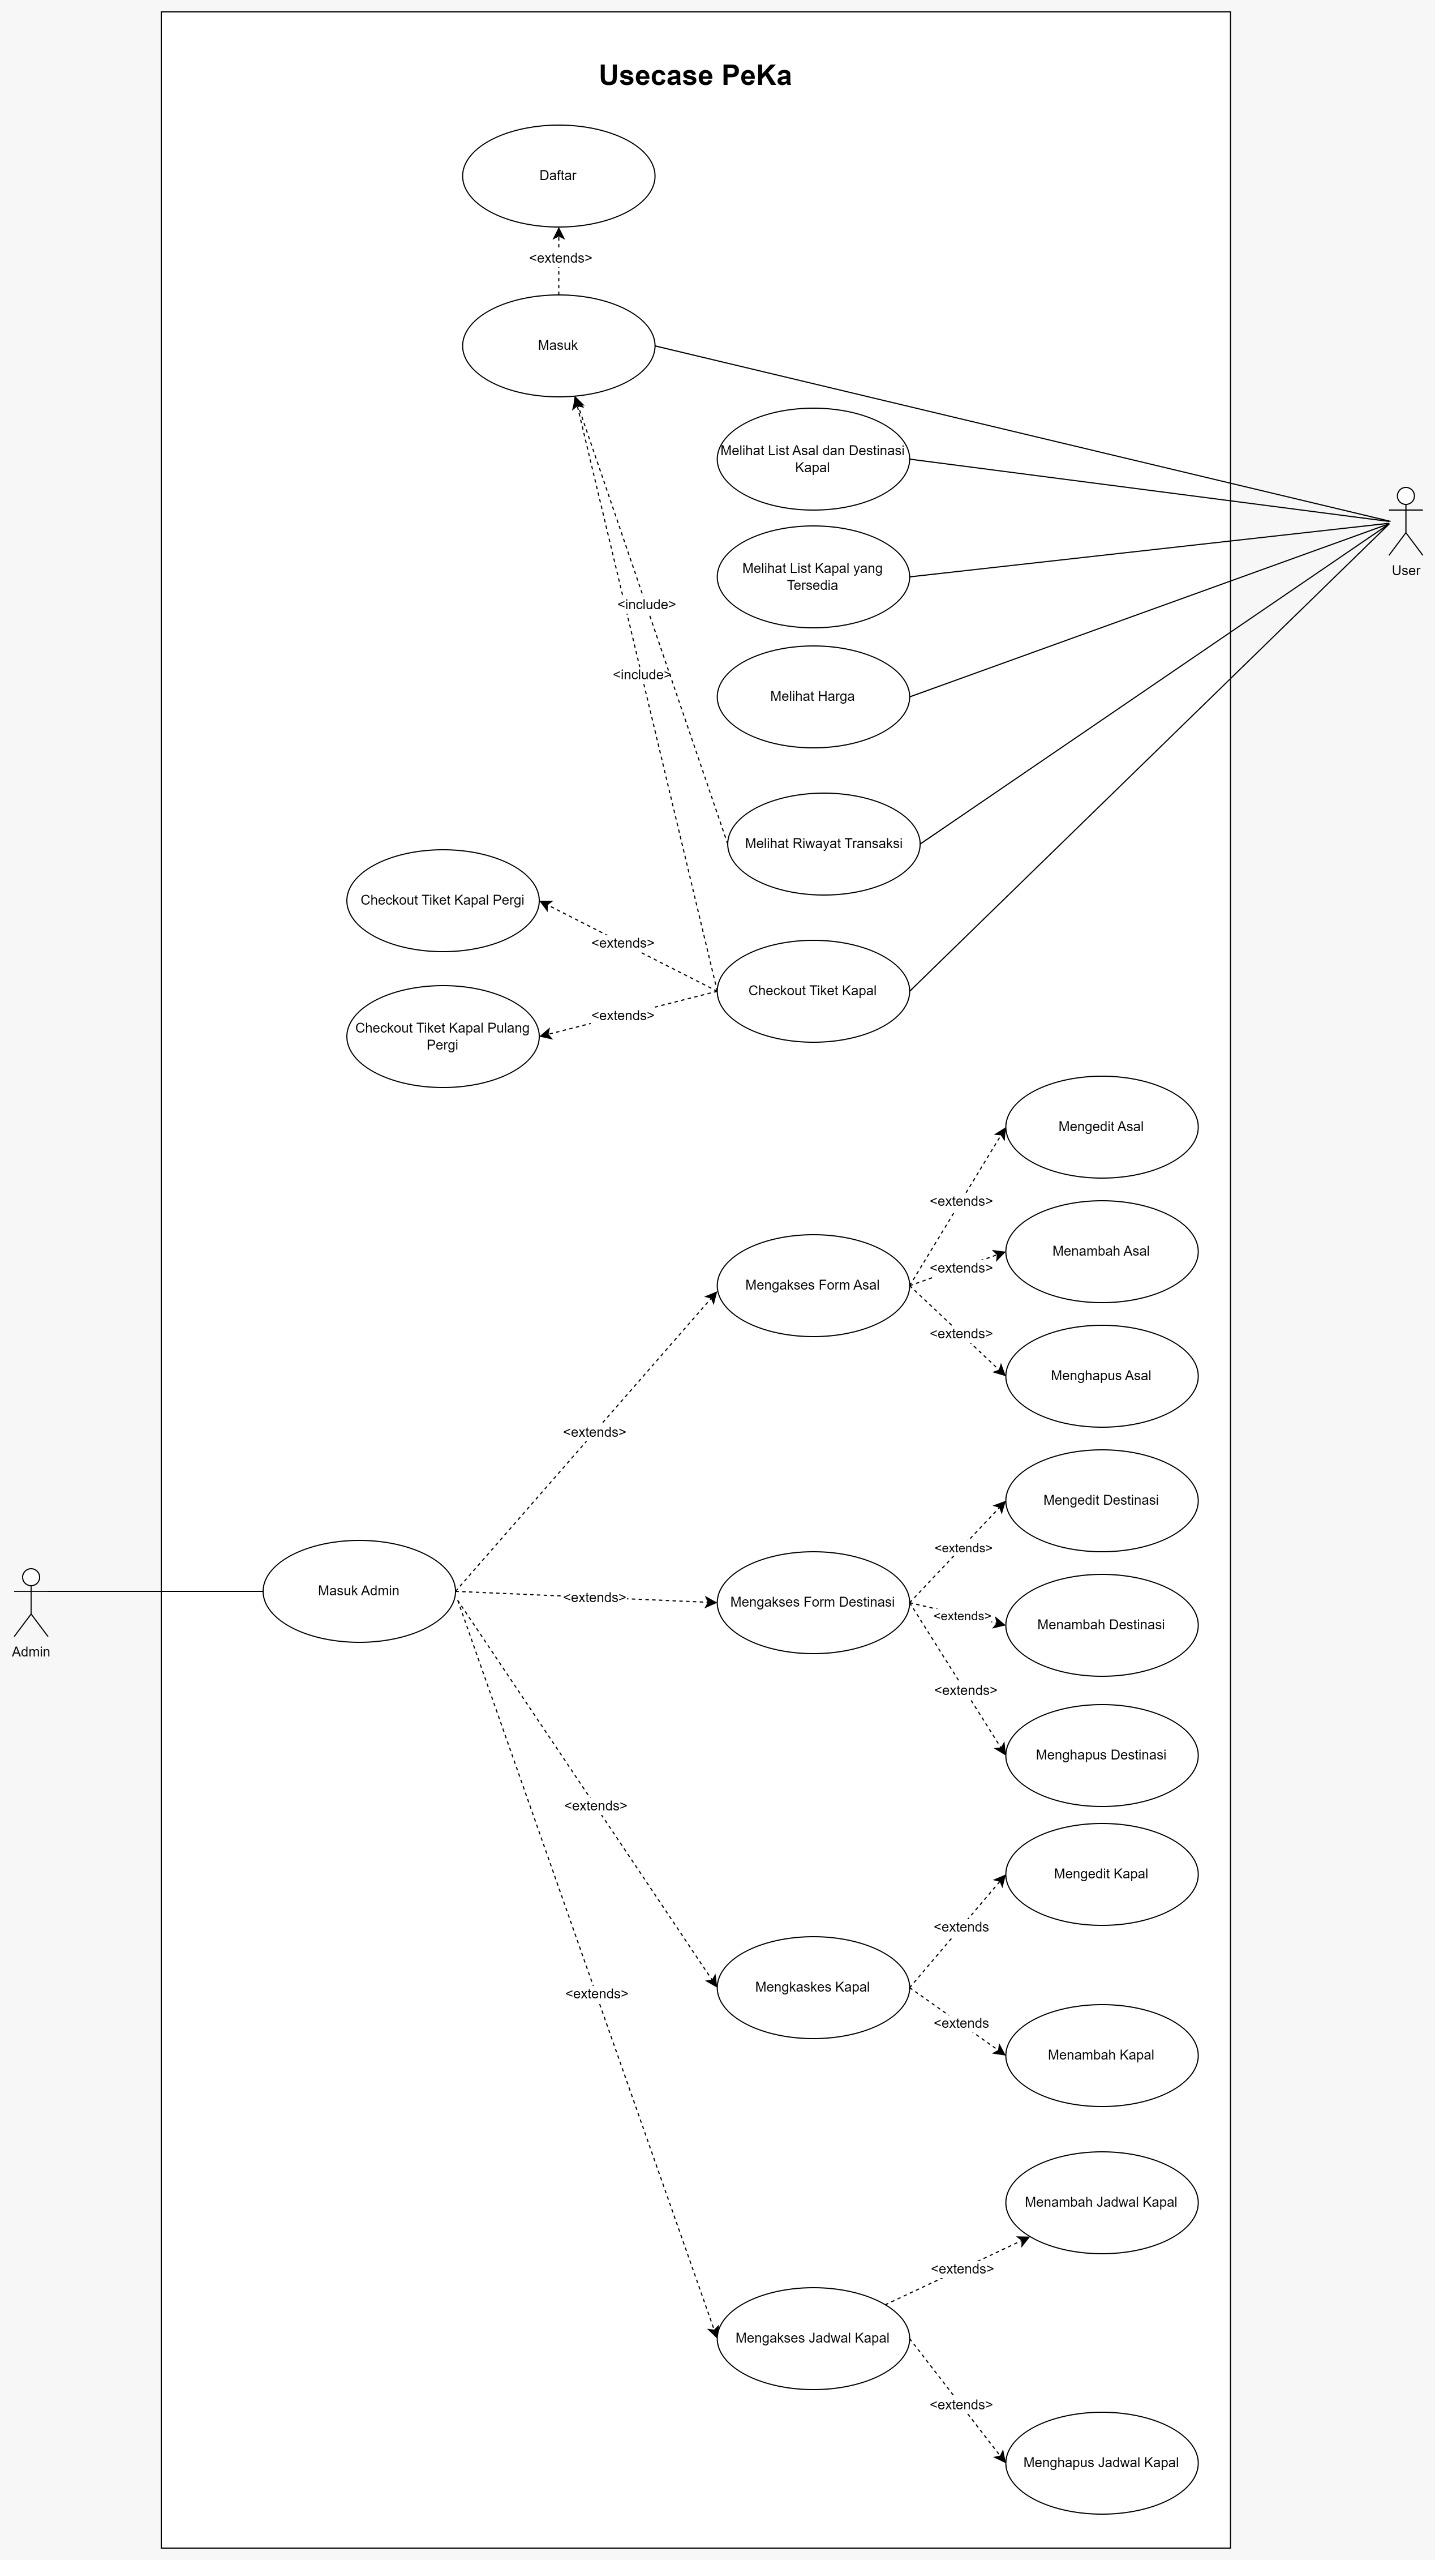 Usecase PeKa
Daftar
<extends>
Masuk
Melihat List Asal dan Destinasi
Kapal
User
Melihat List Kapal yang
Tersedia
<include>
<include>
Melihat Harga
Melihat Riwayat Transaksi
Checkout Tiket Kapal Pergi
<extends>
Checkout Tiket Kapal
<extends>
Checkout Tiket Kapal Pulang
Pergi
Mengedit Asal
<extends>
Menambah Asal
<extends>
Mengakses Form Asal
<extends>
Menghapus Asal
<extends>
Mengedit Destinasi
<extends>
Masuk Admin
<extends>
Mengakses Form Destinasi
<extends>
Menambah Destinasi
Admin
<extends>
Menghapus Destinasi
<extends>
Mengedit Kapal
<extends
Mengkaskes Kapal
<extends>
<extends
Menambah Kapal
Menambah Jadwal Kapal
<extends>
Mengakses Jadwal Kapal
<extends>
Menghapus Jadwal Kapal